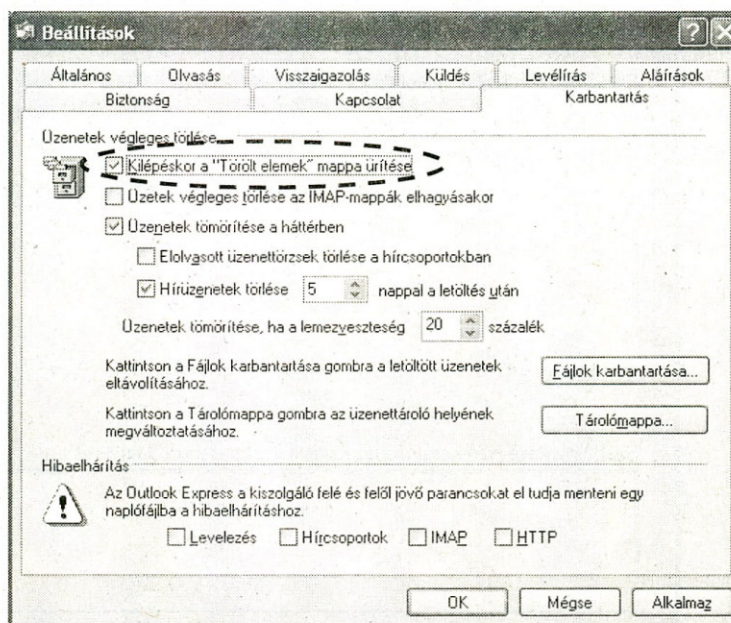 Beállítások
Általános Olvasás Visszaigazolás Küldés Levélírás Aláírások
Biztonság Kapcsolat Karbantartás
Üzenetek végleges törlése
Kilépéskor a "Törölt elemek" mappa ürítése
Üzetek végleges törlése az IMAP-mappák elhagyásakor
Üzenetek tömörítése a háttérben
Elolvasott üzenettörzsek törlése a hírcsoportokban
Hírüzenetek törlése 5 nappal a letöltés után
Üzenetek tömörítése, ha a lemezveszteség 20 százalék
Kattintson a Fájlok karbantartása gombra a letöltött üzenetek
eltávolításához.
Fájlok karbantartása...
Kattintson a Tárolómappa gombra az üzenettároló helyének
megváltoztatásához.
Tárolómappa...
Hibaelhárítás
Az Outlook Express a kiszolgáló felé és felől jövő parancsokat el tudja menteni egy
naplófájlba a hibaelhárításhoz.
Levelezés Hírcsoportok IMAP HTTP
OK Mégse Alkalmaz